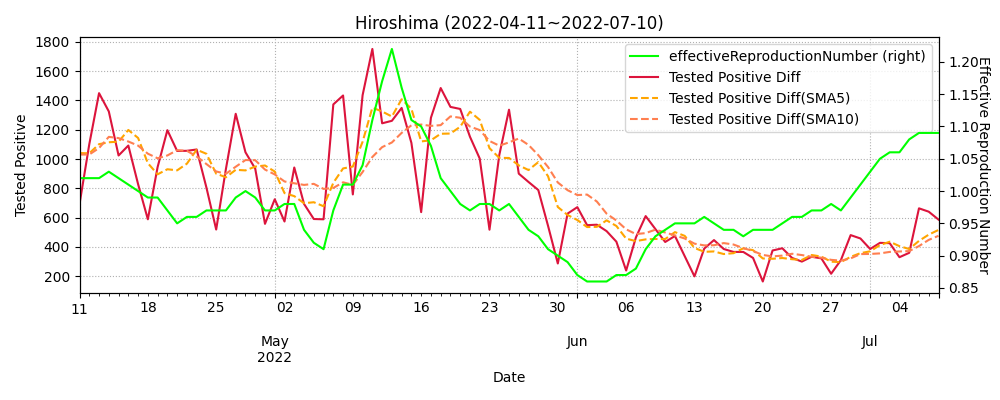 Hiroshima (2022-04-11~2022-07-10)
effectiveReproductionNumber (right)
Tested Positive Diff
Tested Positive Diff(SMA5)
Tested Positive Diff(SMA10)
Tested Positive
1800
1600
1400
1200
1000
800
600
400
200
1.20
1.15
1.10
1.05
1.00
0.95
0.90
0.85
Effective Reproduction Number
11 18 25 02 09 16 23 30 06 13 20 27 04
May Jun Jul
2022
Date